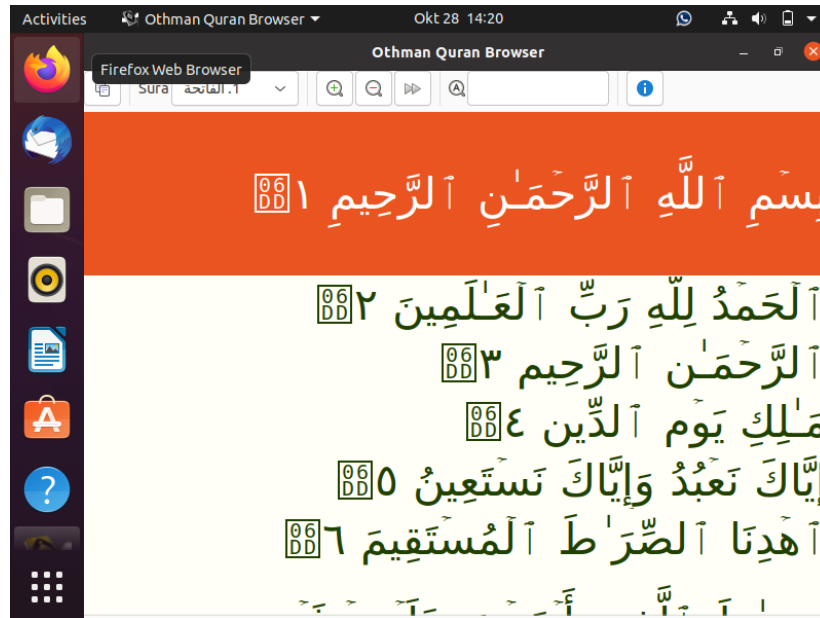 Activities Othman Quran Browser Okt 28 14:20
Othman Quran Browser
Firefox Web Browser
Sura 1. الفاتحة
بِسۡمِ ٱللَّهِ ٱلرَّحۡمَـٰنِ ٱلرَّحِيمِ ۝١
ٱلۡحَمۡدُ لِلَّهِ رَبِّ ٱلۡعَـٰلَمِينَ ۝٢
ٱلرَّحۡمَـٰنِ ٱلرَّحِيمِ ۝٣
مَـٰلِكِ يَوۡمِ ٱلدِّينِ ۝٤
إِيَّاكَ نَعۡبُدُ وَإِيَّاكَ نَسۡتَعِينُ ۝٥
ٱهۡدِنَا ٱلصِّرَٰطَ ٱلۡمُسۡتَقِيمَ ۝٦